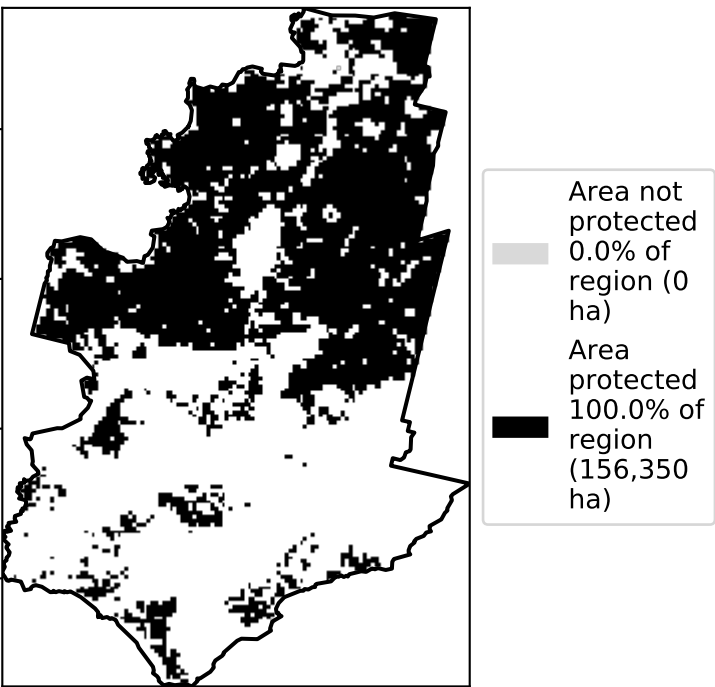 Area not
protected
0.0% of
region (0
ha)
Area
protected
100.0% of
region
(156,350
ha)